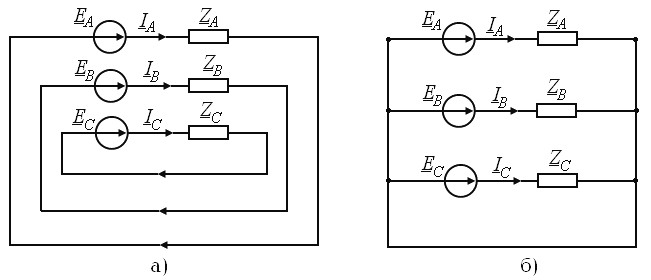 E_A I_A Z_A
E_B I_B Z_B
E_C I_C Z_C
а)
E_A I_A Z_A
E_B I_B Z_B
E_C I_C Z_C
б)